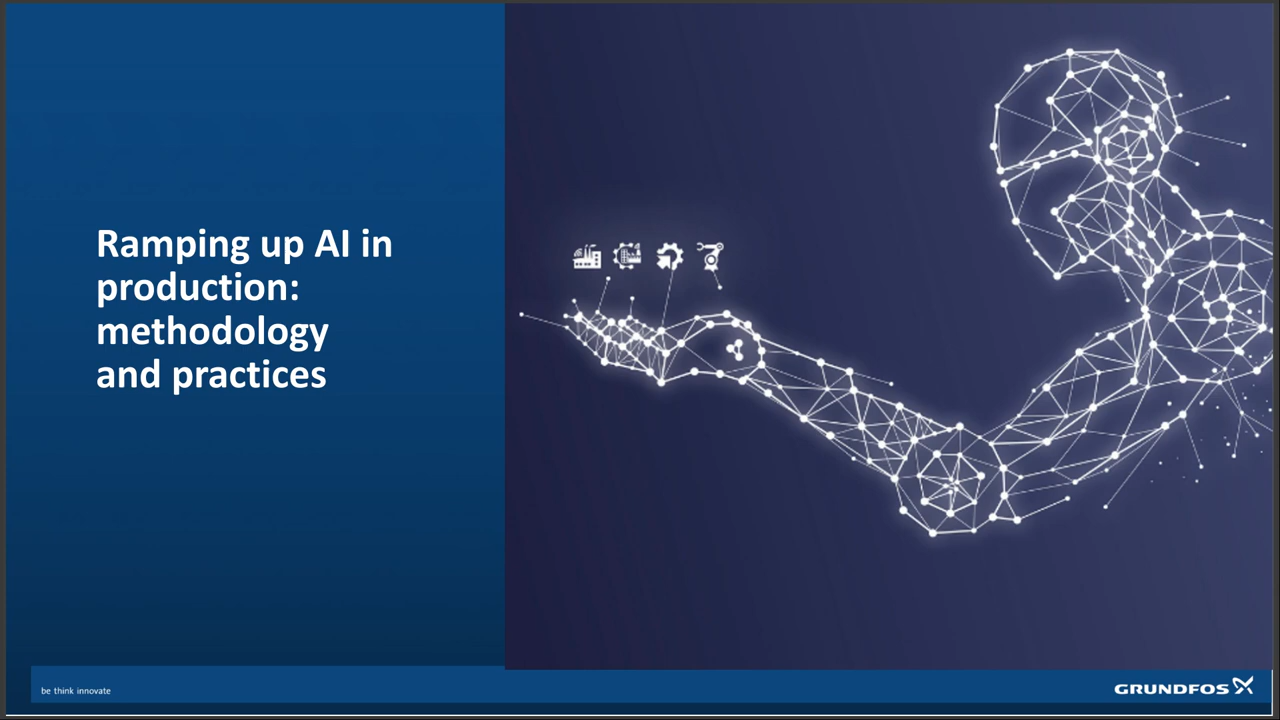 Ramping up AI in
production:
methodology
and practices
be think innovate
GRUNDFOS